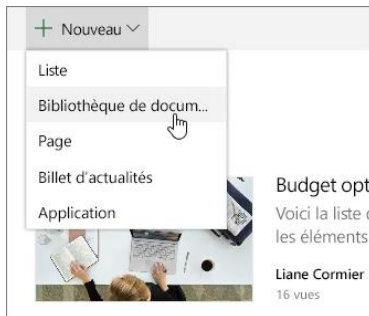 Nouveau
Liste
Bibliothèque de docum...
Page
Billet d'actualités
Application
Budget opt
Voici la liste
les éléments
Liane Cormier
16 vues